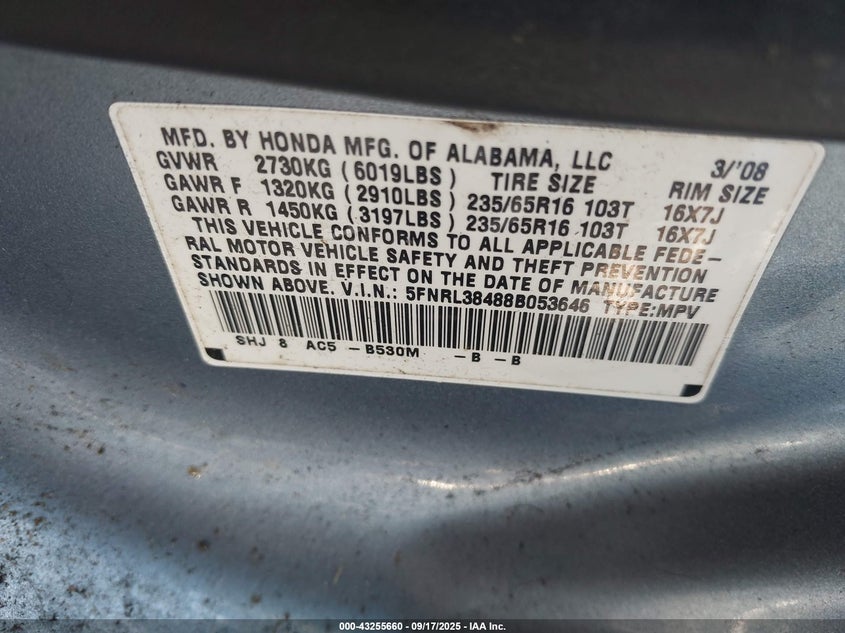 MFD. BY HONDA MFG. OF ALABAMA, LLC 3/'08
GVWR 2730KG (6019LBS) TIRE SIZE RIM SIZE
GAWR F 1320KG (2910LBS) 235/65R16 103T 16X7J
GAWR R 1450KG (3197LBS) 235/65R16 103T 16X7J
THIS VEHICLE CONFORMS TO ALL APPLICABLE FEDE-
RAL MOTOR VEHICLE SAFETY AND THEFT PREVENTION
STANDARDS IN EFFECT ON THE DATE OF MANUFACTURE
SHOWN ABOVE. V.I.N.: 5FNRL38488B053646 TYPE:MPV
SHJ 8 AC5 -B530M -B -B
000-43255660 - 09/17/2025 - IAA Inc.